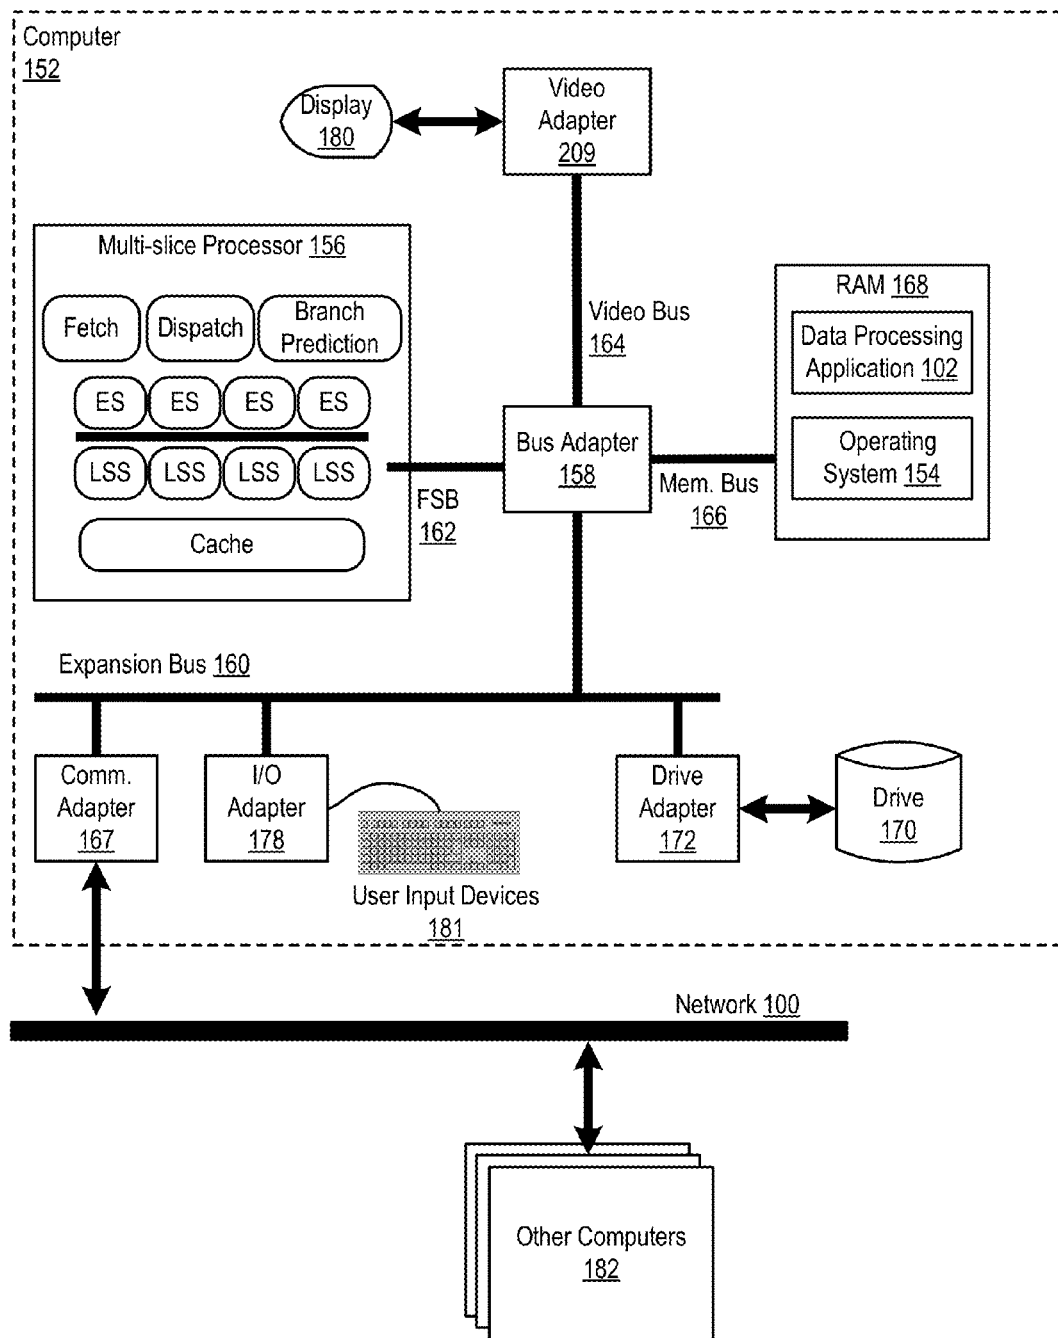 Computer
152
Display
180
Video
Adapter
209
Multi-slice Processor 156
Fetch
Dispatch
Branch
Prediction
ES
ES
ES
ES
LSS
LSS
LSS
LSS
Cache
FSB
162
Video Bus
164
Bus Adapter
158
Mem. Bus
166
RAM 168
Data Processing
Application 102
Operating
System 154
Expansion Bus 160
Comm.
Adapter
167
I/O
Adapter
178
User Input Devices
181
Drive
Adapter
172
Drive
170
Network 100
Other Computers
182